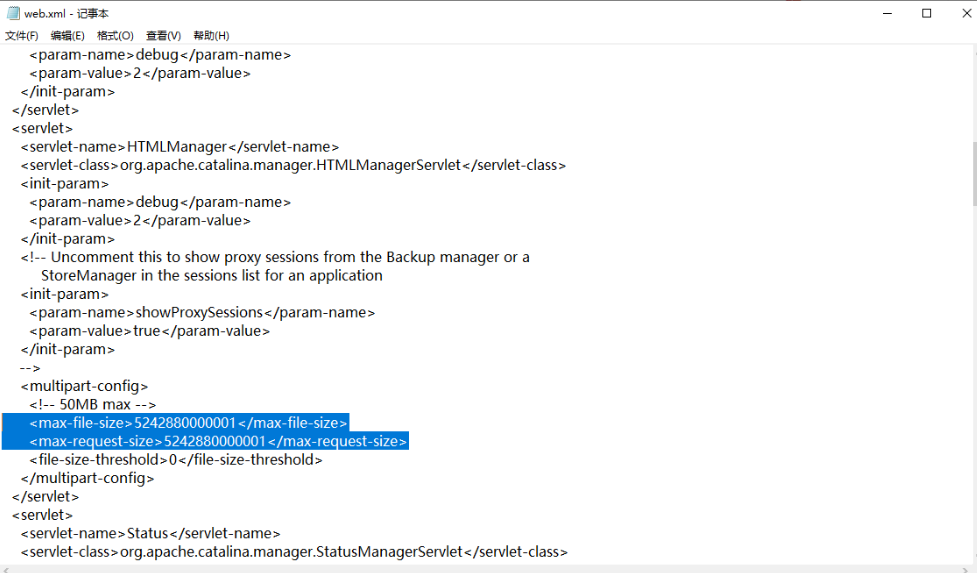 web.xml - 记事本
文件(F) 编辑(E) 格式(O) 查看(V) 帮助(H)
<param-name>debug</param-name>
<param-value>2</param-value>
</init-param>
</servlet>
<servlet>
<servlet-name>HTMLManager</servlet-name>
<servlet-class>org.apache.catalina.manager.HTMLManagerServlet</servlet-class>
<init-param>
<param-name>debug</param-name>
<param-value>2</param-value>
</init-param>
<!-- Uncomment this to show proxy sessions from the Backup manager or a
StoreManager in the sessions list for an application
<init-param>
<param-name>showProxySessions</param-name>
<param-value>true</param-value>
</init-param>
-->
<multipart-config>
<!-- 50MB max -->
<max-file-size>5242880000001</max-file-size>
<max-request-size>5242880000001</max-request-size>
<file-size-threshold>0</file-size-threshold>
</multipart-config>
</servlet>
<servlet>
<servlet-name>Status</servlet-name>
<servlet-class>org.apache.catalina.manager.StatusManagerServlet</servlet-class>